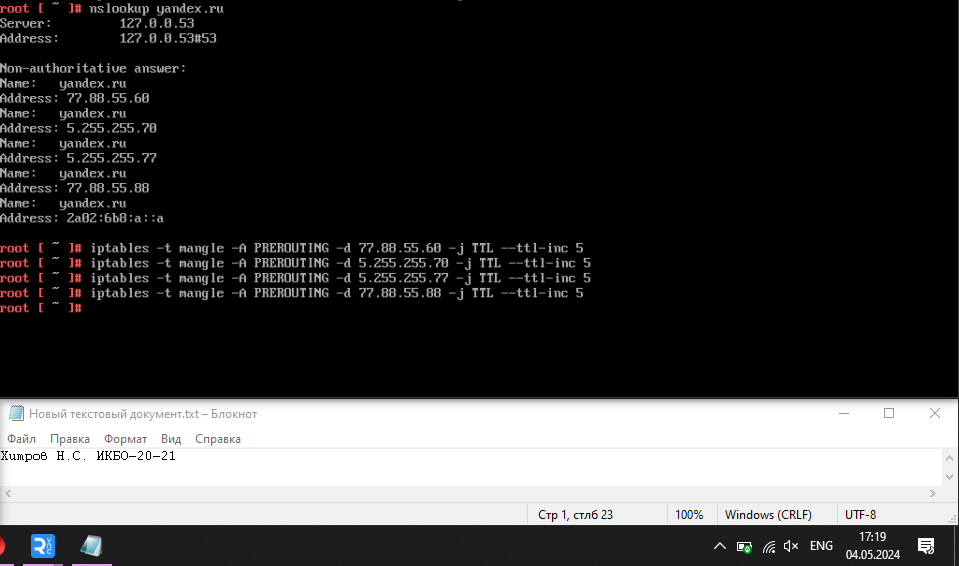 root [ ~ ]# nslookup yandex.ru
Server:         127.0.0.53
Address:        127.0.0.53#53
Non-authoritative answer:
Name:   yandex.ru
Address: 77.88.55.60
Name:   yandex.ru
Address: 5.255.255.70
Name:   yandex.ru
Address: 5.255.255.77
Name:   yandex.ru
Address: 77.88.55.88
Name:   yandex.ru
Address: 2a02:6b8:a::a
root [ ~ ]# iptables -t mangle -A PREROUTING -d 77.88.55.60 -j TTL --ttl-inc 5
root [ ~ ]# iptables -t mangle -A PREROUTING -d 5.255.255.70 -j TTL --ttl-inc 5
root [ ~ ]# iptables -t mangle -A PREROUTING -d 5.255.255.77 -j TTL --ttl-inc 5
root [ ~ ]# iptables -t mangle -A PREROUTING -d 77.88.55.88 -j TTL --ttl-inc 5
root [ ~ ]#
Новый текстовый документ.txt – Блокнот
Файл Правка Формат Вид Справка
Хитров Н.С. ИКБО-20-21
Стр 1, стлб 23 100% Windows (CRLF) UTF-8
R2 VNC
ENG
17:19
04.05.2024